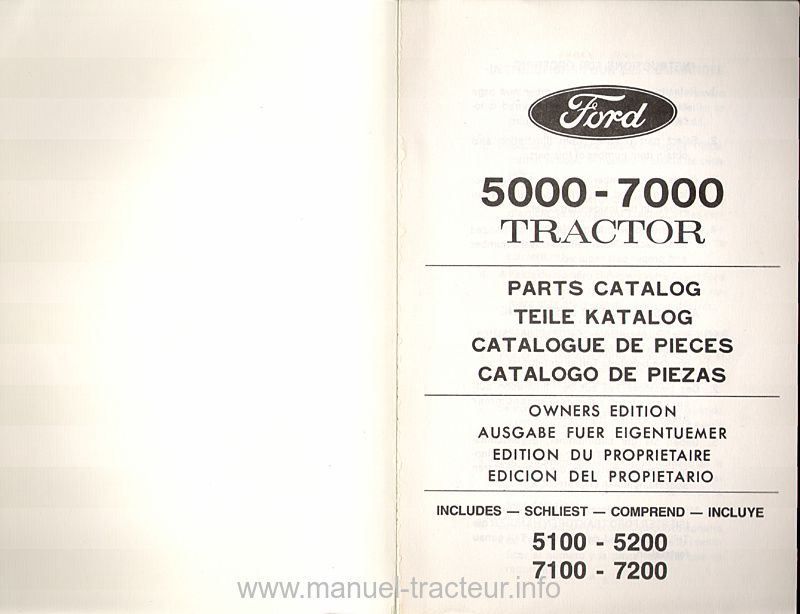 Ford
5000 - 7000
TRACTOR
PARTS CATALOG
TEILE KATALOG
CATALOGUE DE PIECES
CATALOGO DE PIEZAS
OWNERS EDITION
AUSGABE FUER EIGENTUEMER
EDITION DU PROPRIETAIRE
EDICION DEL PROPIETARIO
INCLUDES — SCHLIEST — COMPREND — INCLUYE
5100 - 5200
7100 - 7200
www.manuel-tracteur.info